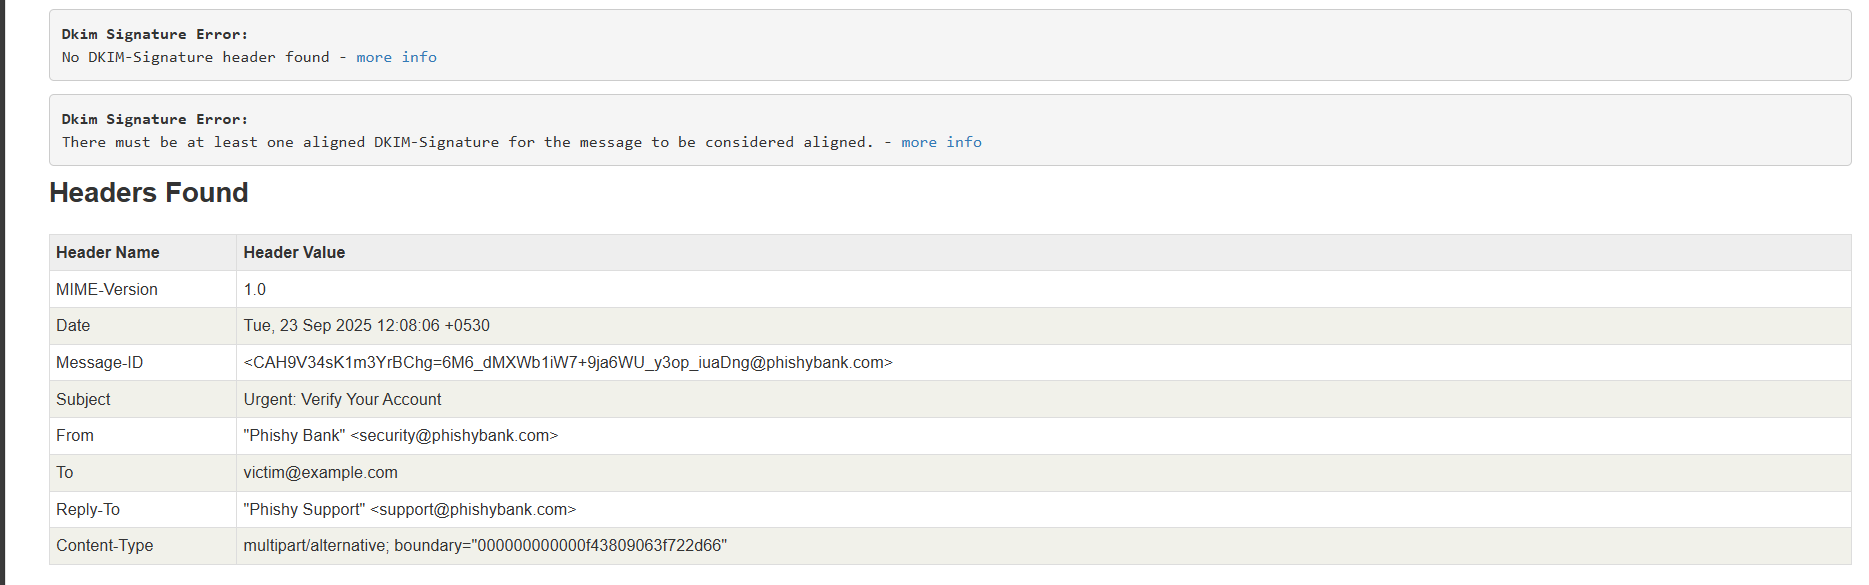 Dkim Signature Error:
No DKIM-Signature header found - more info
Dkim Signature Error:
There must be at least one aligned DKIM-Signature for the message to be considered aligned. - more info
Headers Found
Header Name Header Value
MIME-Version 1.0
Date Tue, 23 Sep 2025 12:08:06 +0530
Message-ID <CAH9V34sK1m3YrBChg=6M6_dMXWb1iW7+9ja6WU_y3op_iuaDng@phishybank.com>
Subject Urgent: Verify Your Account
From "Phishy Bank" <security@phishybank.com>
To victim@example.com
Reply-To "Phishy Support" <support@phishybank.com>
Content-Type multipart/alternative; boundary="000000000000f43809063f722d66"